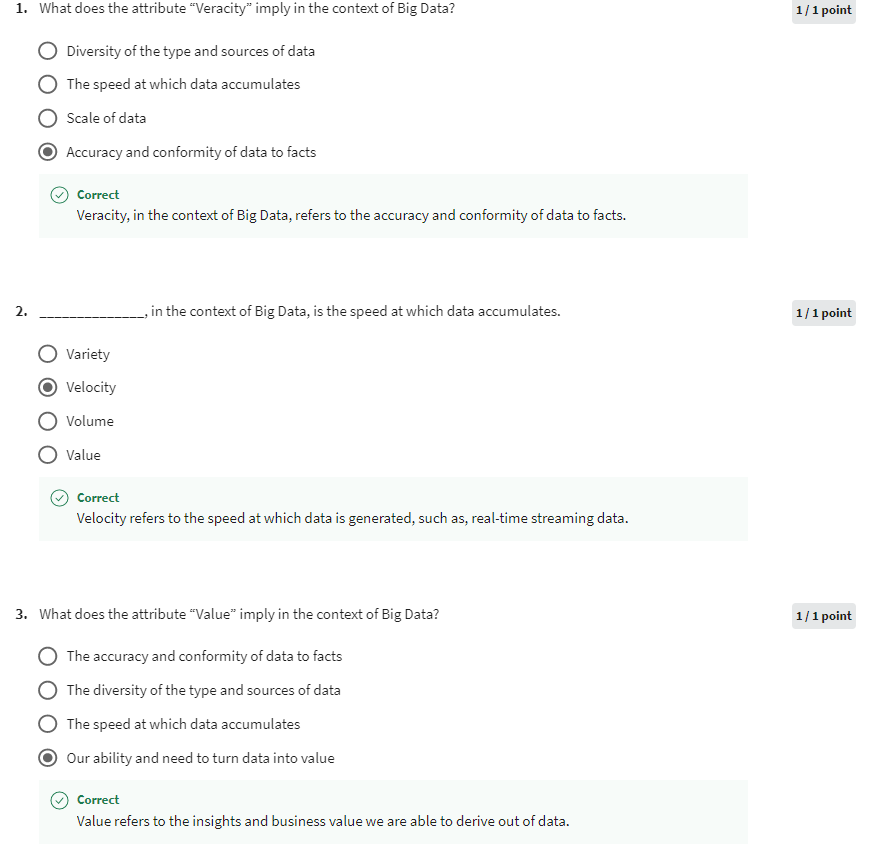 1. What does the attribute “Veracity” imply in the context of Big Data? 1 / 1 point
Diversity of the type and sources of data
The speed at which data accumulates
Scale of data
Accuracy and conformity of data to facts
Correct
Veracity, in the context of Big Data, refers to the accuracy and conformity of data to facts.
2. _______________, in the context of Big Data, is the speed at which data accumulates. 1 / 1 point
Variety
Velocity
Volume
Value
Correct
Velocity refers to the speed at which data is generated, such as, real-time streaming data.
3. What does the attribute “Value” imply in the context of Big Data? 1 / 1 point
The accuracy and conformity of data to facts
The diversity of the type and sources of data
The speed at which data accumulates
Our ability and need to turn data into value
Correct
Value refers to the insights and business value we are able to derive out of data.